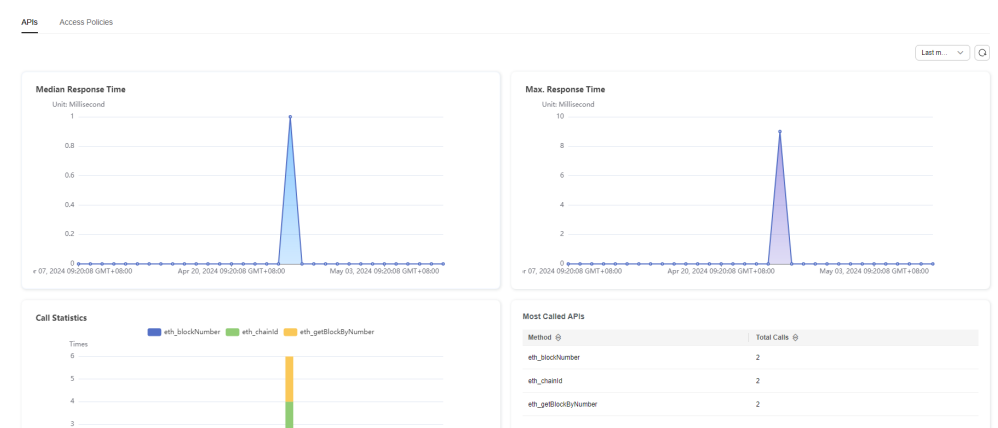 APIs Access Policies
Last m...
Median Response Time
Unit: Millisecond
1
0.8
0.6
0.4
0.2
0
r 07, 2024 09:20:08 GMT+08:00 Apr 20, 2024 09:20:08 GMT+08:00 May 03, 2024 09:20:08 GMT+08:00
Max. Response Time
Unit: Millisecond
10
8
6
4
2
0
r 07, 2024 09:20:08 GMT+08:00 Apr 20, 2024 09:20:08 GMT+08:00 May 03, 2024 09:20:08 GMT+08:00
Call Statistics
eth_blockNumber eth_chainId eth_getBlockByNumber
Times
6
5
4
3
Most Called APIs
Method Total Calls
eth_blockNumber 2
eth_chainId 2
eth_getBlockByNumber 2